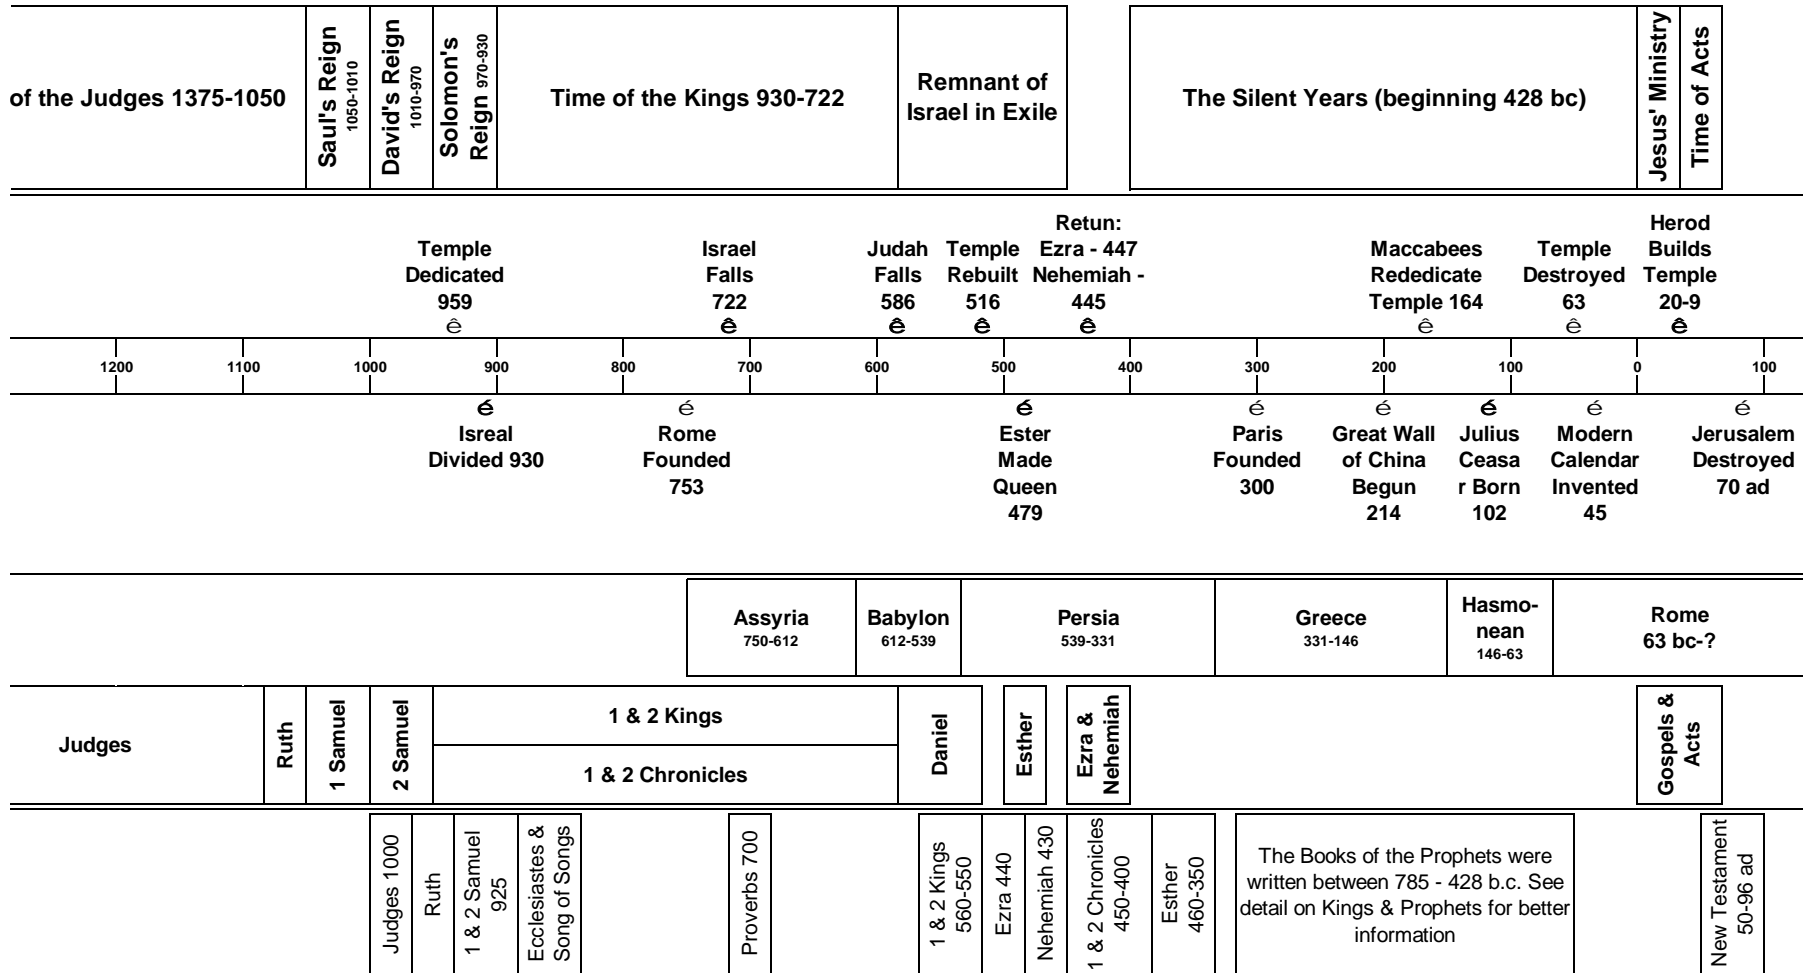 of the Judges 1375-1050
Saul's Reign
1050-1010
David's Reign
1010-970
Solomon's
Reign 970-930
Time of the Kings 930-722
Remnant of
Israel in Exile
The Silent Years (beginning 428 bc)
Jesus' Ministry
Time of Acts
Temple
Dedicated
959
ê
Israel
Falls
722
ê
Judah
Falls
586
ê
Temple
Rebuilt
516
ê
Retun:
Ezra - 447
Nehemiah -
445
ê
Maccabees
Rededicate
Temple 164
ê
Temple
Destroyed
63
ê
Herod
Builds
Temple
20-9
ê
1200 1100 1000 900 800 700 600 500 400 300 200 100 0 100
é
Isreal
Divided 930
é
Rome
Founded
753
é
Ester
Made
Queen
479
é
Paris
Founded
300
é
Great Wall
of China
Begun
214
é
Julius
Ceasa
r Born
102
é
Modern
Calendar
Invented
45
é
Jerusalem
Destroyed
70 ad
Assyria
750-612
Babylon
612-539
Persia
539-331
Greece
331-146
Hasmo-
nean
146-63
Rome
63 bc-?
Judges
Ruth
1 Samuel
2 Samuel
1 & 2 Kings
1 & 2 Chronicles
Daniel
Esther
Ezra &
Nehemiah
Gospels &
Acts
Judges 1000
Ruth
1 & 2 Samuel
925
Ecclesiastes &
Song of Songs
Proverbs 700
1 & 2 Kings
560-550
Ezra 440
Nehemiah 430
1 & 2 Chronicles
450-400
Esther
460-350
The Books of the Prophets were
written between 785 - 428 b.c. See
detail on Kings & Prophets for better
information
New Testament
50-96 ad